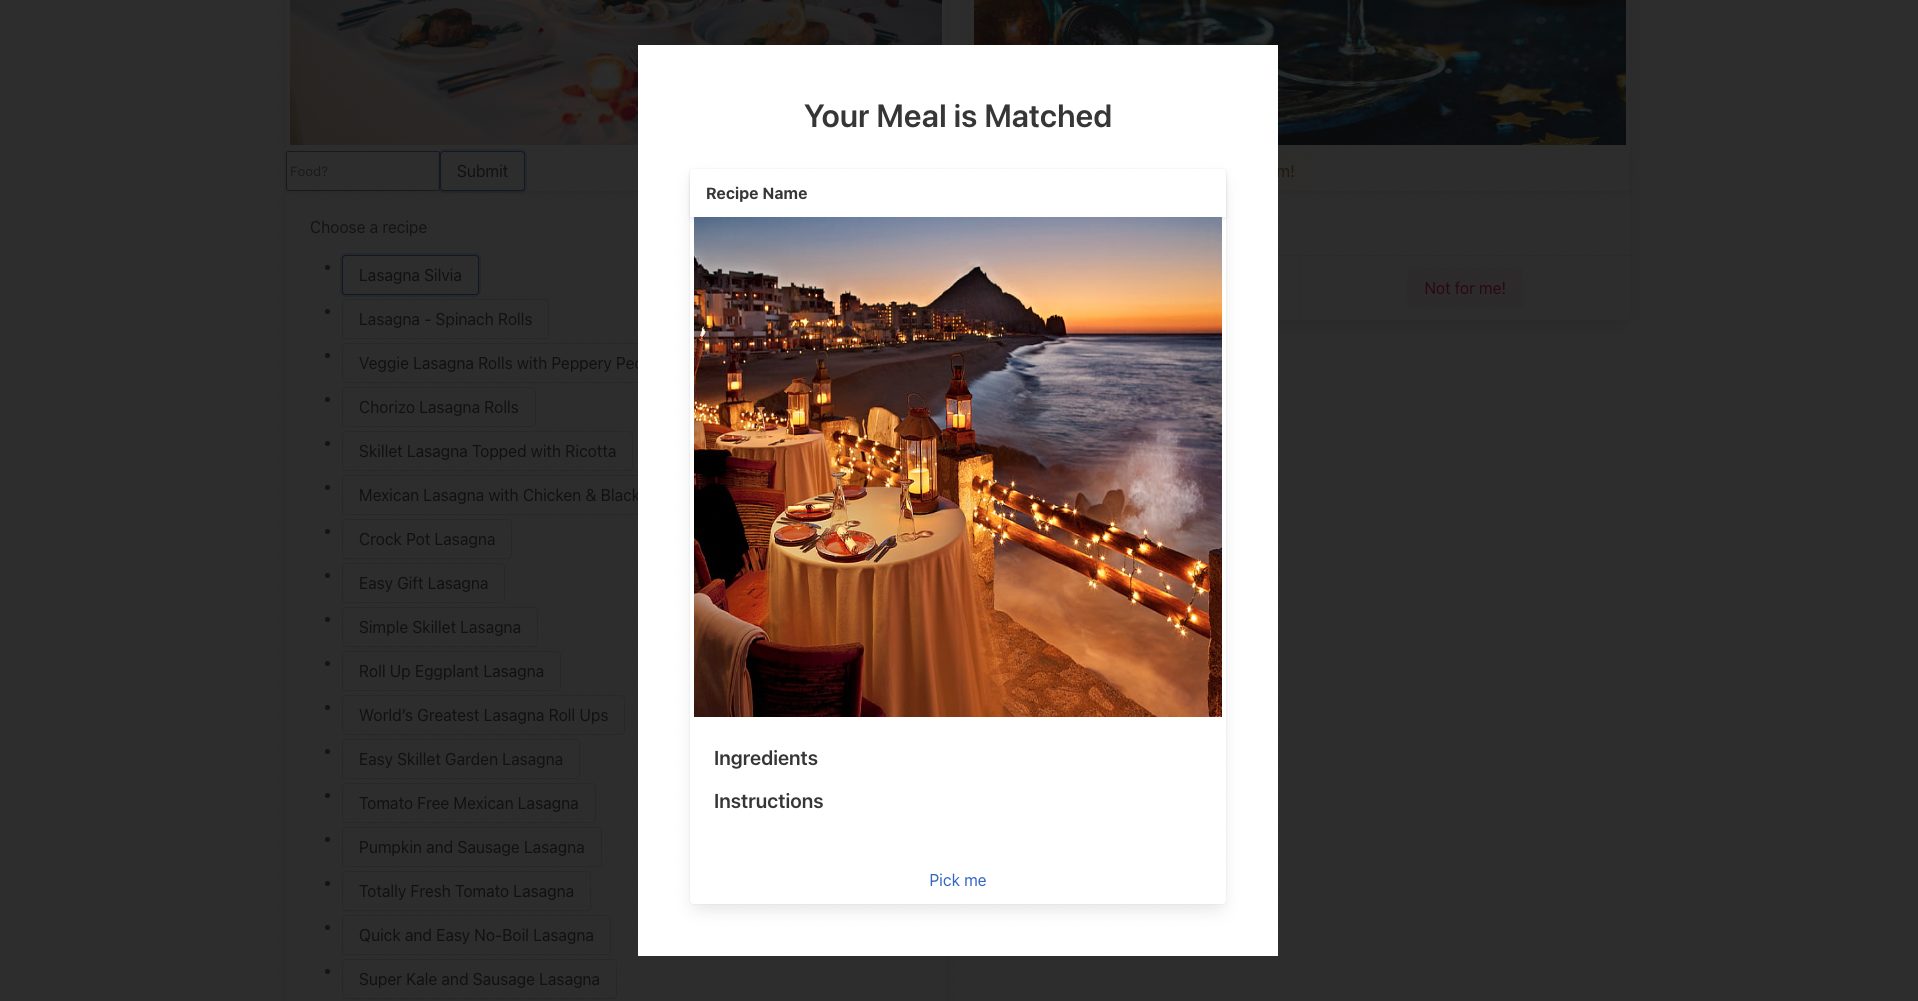 Your Meal is Matched
Recipe Name
Ingredients
Instructions
Pick me
Food?
Submit
Choose a recipe
Lasagna Silvia
Lasagna - Spinach Rolls
Veggie Lasagna Rolls with Peppery
Chorizo Lasagna Rolls
Skillet Lasagna Topped with Ricotta
Mexican Lasagna with Chicken & Black
Crock Pot Lasagna
Easy Gift Lasagna
Simple Skillet Lasagna
Roll Up Eggplant Lasagna
World's Greatest Lasagna Roll Ups
Easy Skillet Garden Lasagna
Tomato Free Mexican Lasagna
Pumpkin and Sausage Lasagna
Totally Fresh Tomato Lasagna
Quick and Easy No-Boil Lasagna
Super Kale and Sausage Lasagna
Not for me!